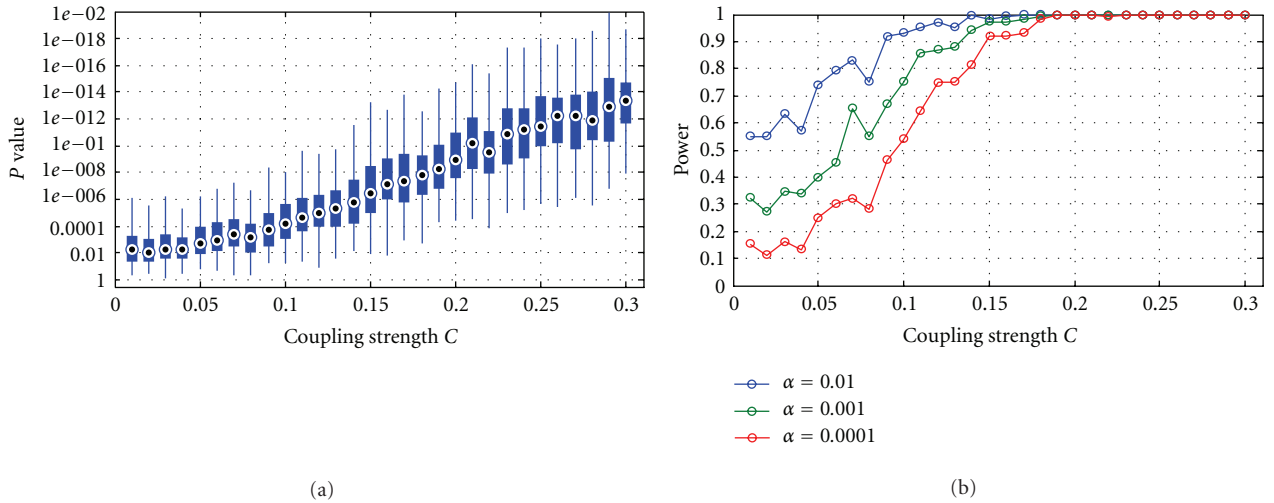 1e−02
1e−018
1e−016
1e−014
1e−012
1e−01
1e−008
1e−006
0.0001
0.01
1
P value
0 0.05 0.1 0.15 0.2 0.25 0.3
Coupling strength C
(a)
1
0.9
0.8
0.7
0.6
0.5
0.4
0.3
0.2
0.1
0
Power
0 0.05 0.1 0.15 0.2 0.25 0.3
Coupling strength C
α = 0.01
α = 0.001
α = 0.0001
(b)